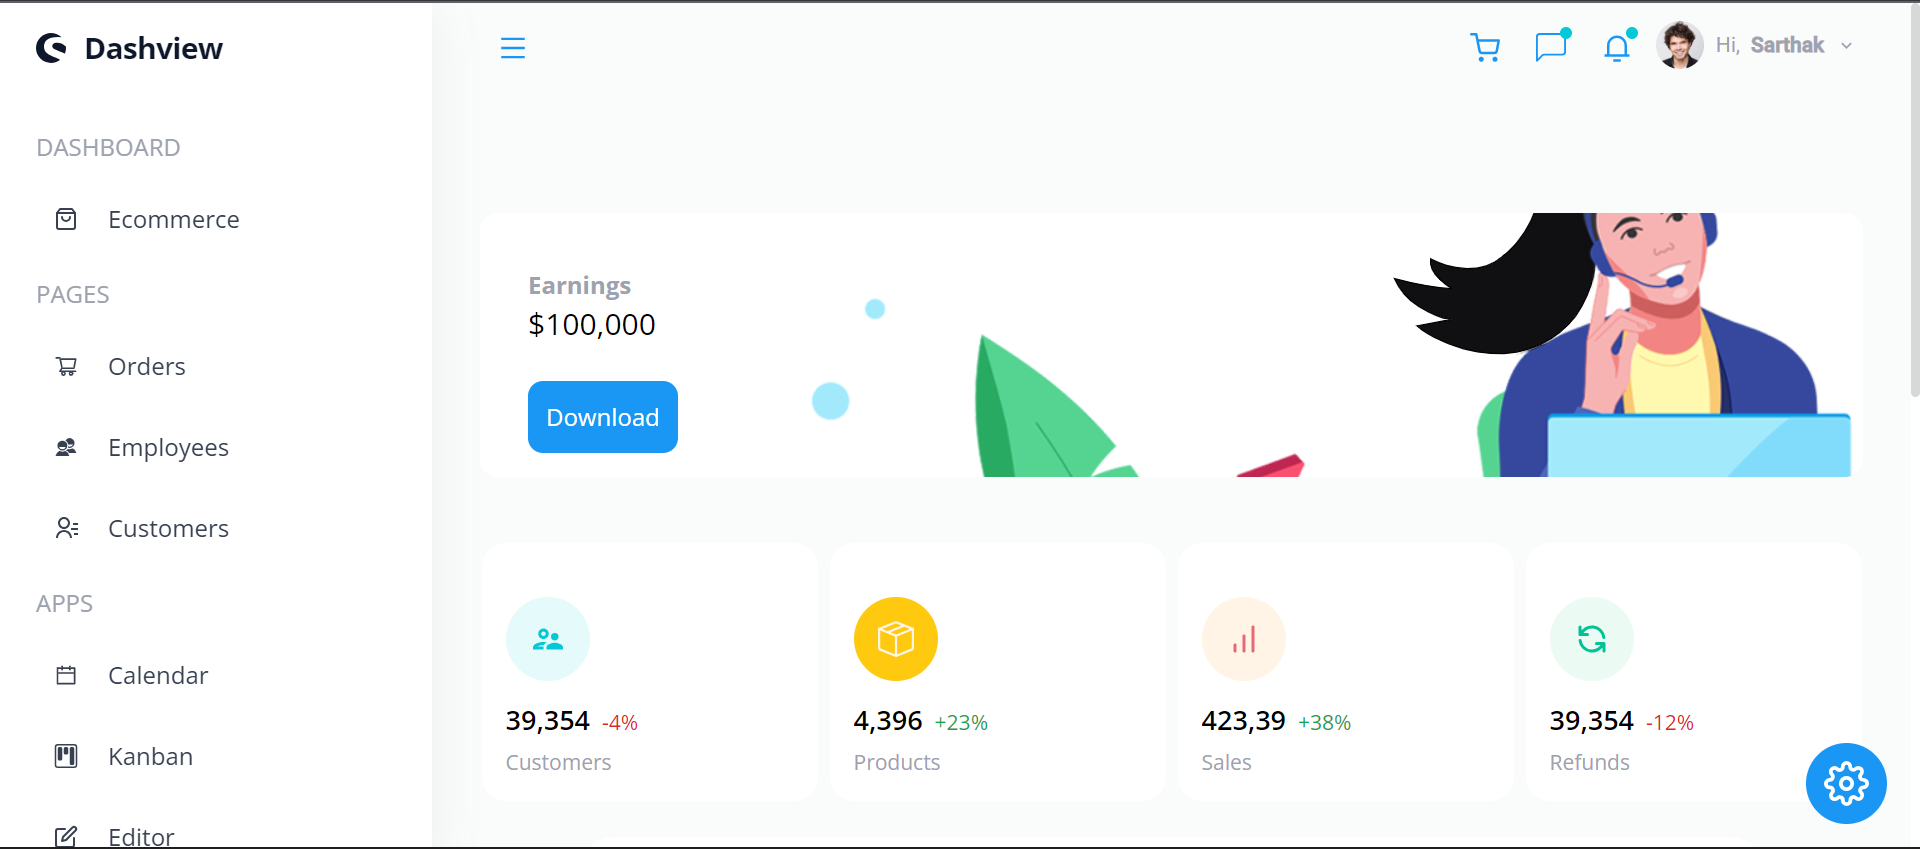 Dashview
DASHBOARD
Ecommerce
PAGES
Orders
Employees
Customers
APPS
Calendar
Kanban
Editor
Hi, Sarthak
Earnings
$100,000
Download
39,354 -4%
Customers
4,396 +23%
Products
423,39 +38%
Sales
39,354 -12%
Refunds